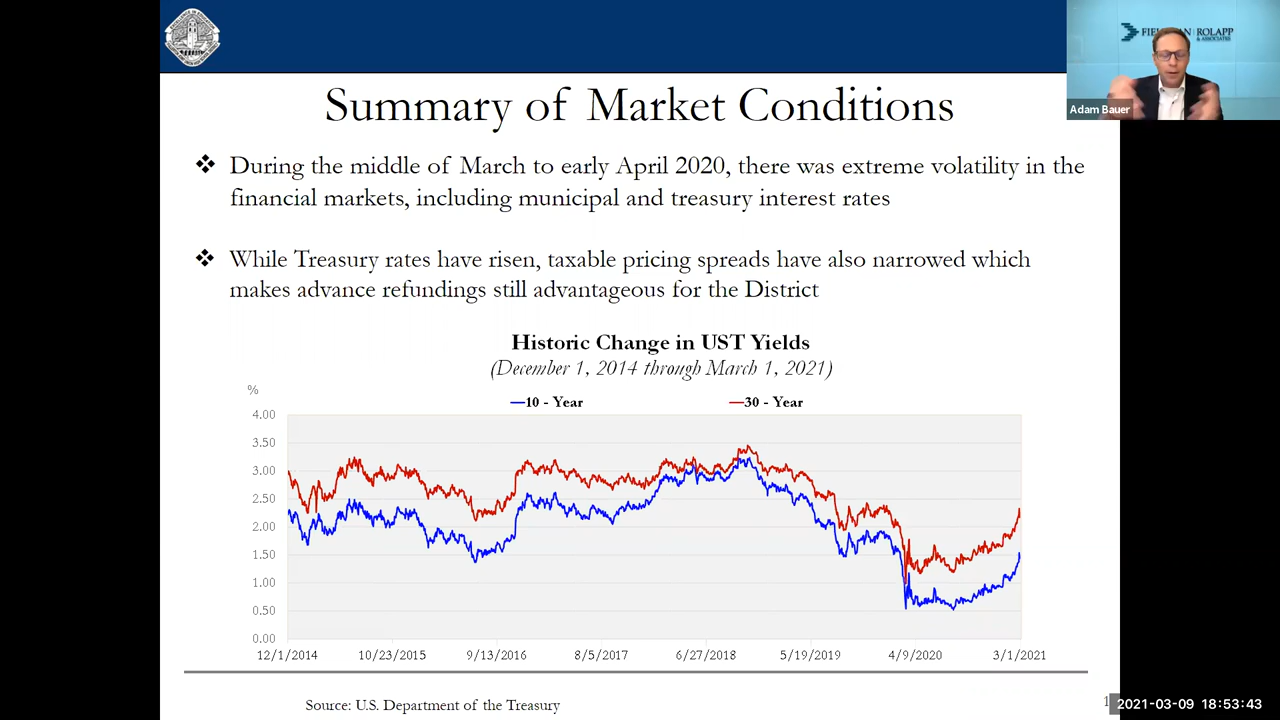 FIELDMAN | ROLAPP
& ASSOCIATES
Adam Bauer
Summary of Market Conditions
❖ During the middle of March to early April 2020, there was extreme volatility in the
financial markets, including municipal and treasury interest rates
❖ While Treasury rates have risen, taxable pricing spreads have also narrowed which
makes advance refundings still advantageous for the District
Historic Change in UST Yields
(December 1, 2014 through March 1, 2021)
%
10 - Year 30 - Year
4.00
3.50
3.00
2.50
2.00
1.50
1.00
0.50
0.00
12/1/2014 10/23/2015 9/13/2016 8/5/2017 6/27/2018 5/19/2019 4/9/2020 3/1/2021
Source: U.S. Department of the Treasury
2021-03-09 18:53:43